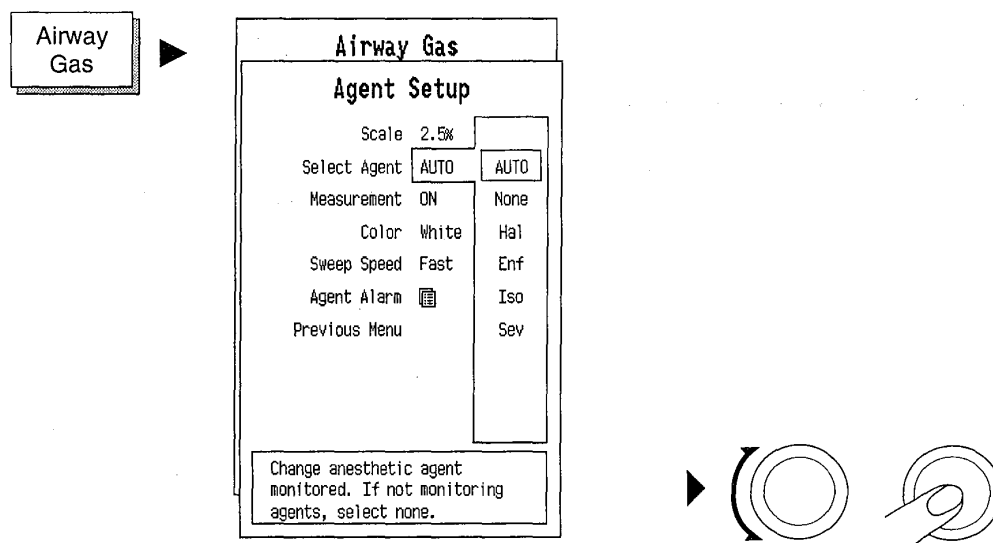 Airway
Gas
Airway Gas
Agent Setup
Scale 2.5%
Select Agent AUTO AUTO
Measurement ON None
Color White Hal
Sweep Speed Fast Enf
Agent Alarm Iso
Previous Menu Sev
Change anesthetic agent
monitored. If not monitoring
agents, select none.